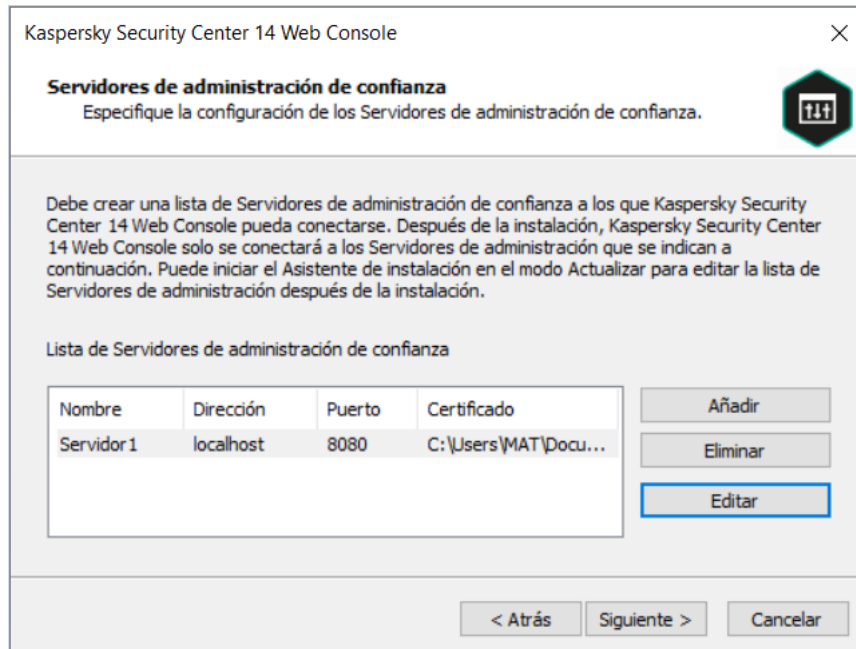 Kaspersky Security Center 14 Web Console
Servidores de administración de confianza
Especifique la configuración de los Servidores de administración de confianza.
Debe crear una lista de Servidores de administración de confianza a los que Kaspersky Security
Center 14 Web Console pueda conectarse. Después de la instalación, Kaspersky Security Center
14 Web Console solo se conectará a los Servidores de administración que se indican a
continuación. Puede iniciar el Asistente de instalación en el modo Actualizar para editar la lista de
Servidores de administración después de la instalación.
Lista de Servidores de administración de confianza
Nombre Dirección Puerto Certificado
Servidor1 localhost 8080 C:\Users\MAT\Docu...
Añadir
Eliminar
Editar
< Atrás Siguiente > Cancelar